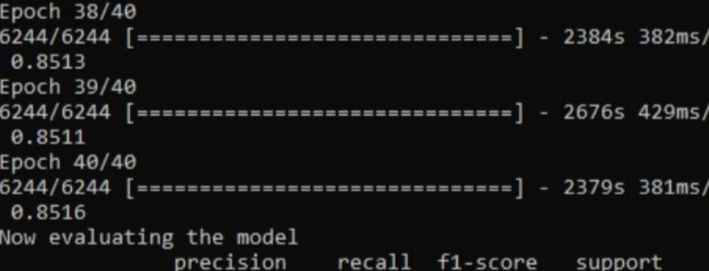 Epoch 38/40
6244/6244 [==============================] - 2384s 382ms/
0.8513
Epoch 39/40
6244/6244 [==============================] - 2676s 429ms/
0.8511
Epoch 40/40
6244/6244 [==============================] - 2379s 381ms/
0.8516
Now evaluating the model
precision recall f1-score support